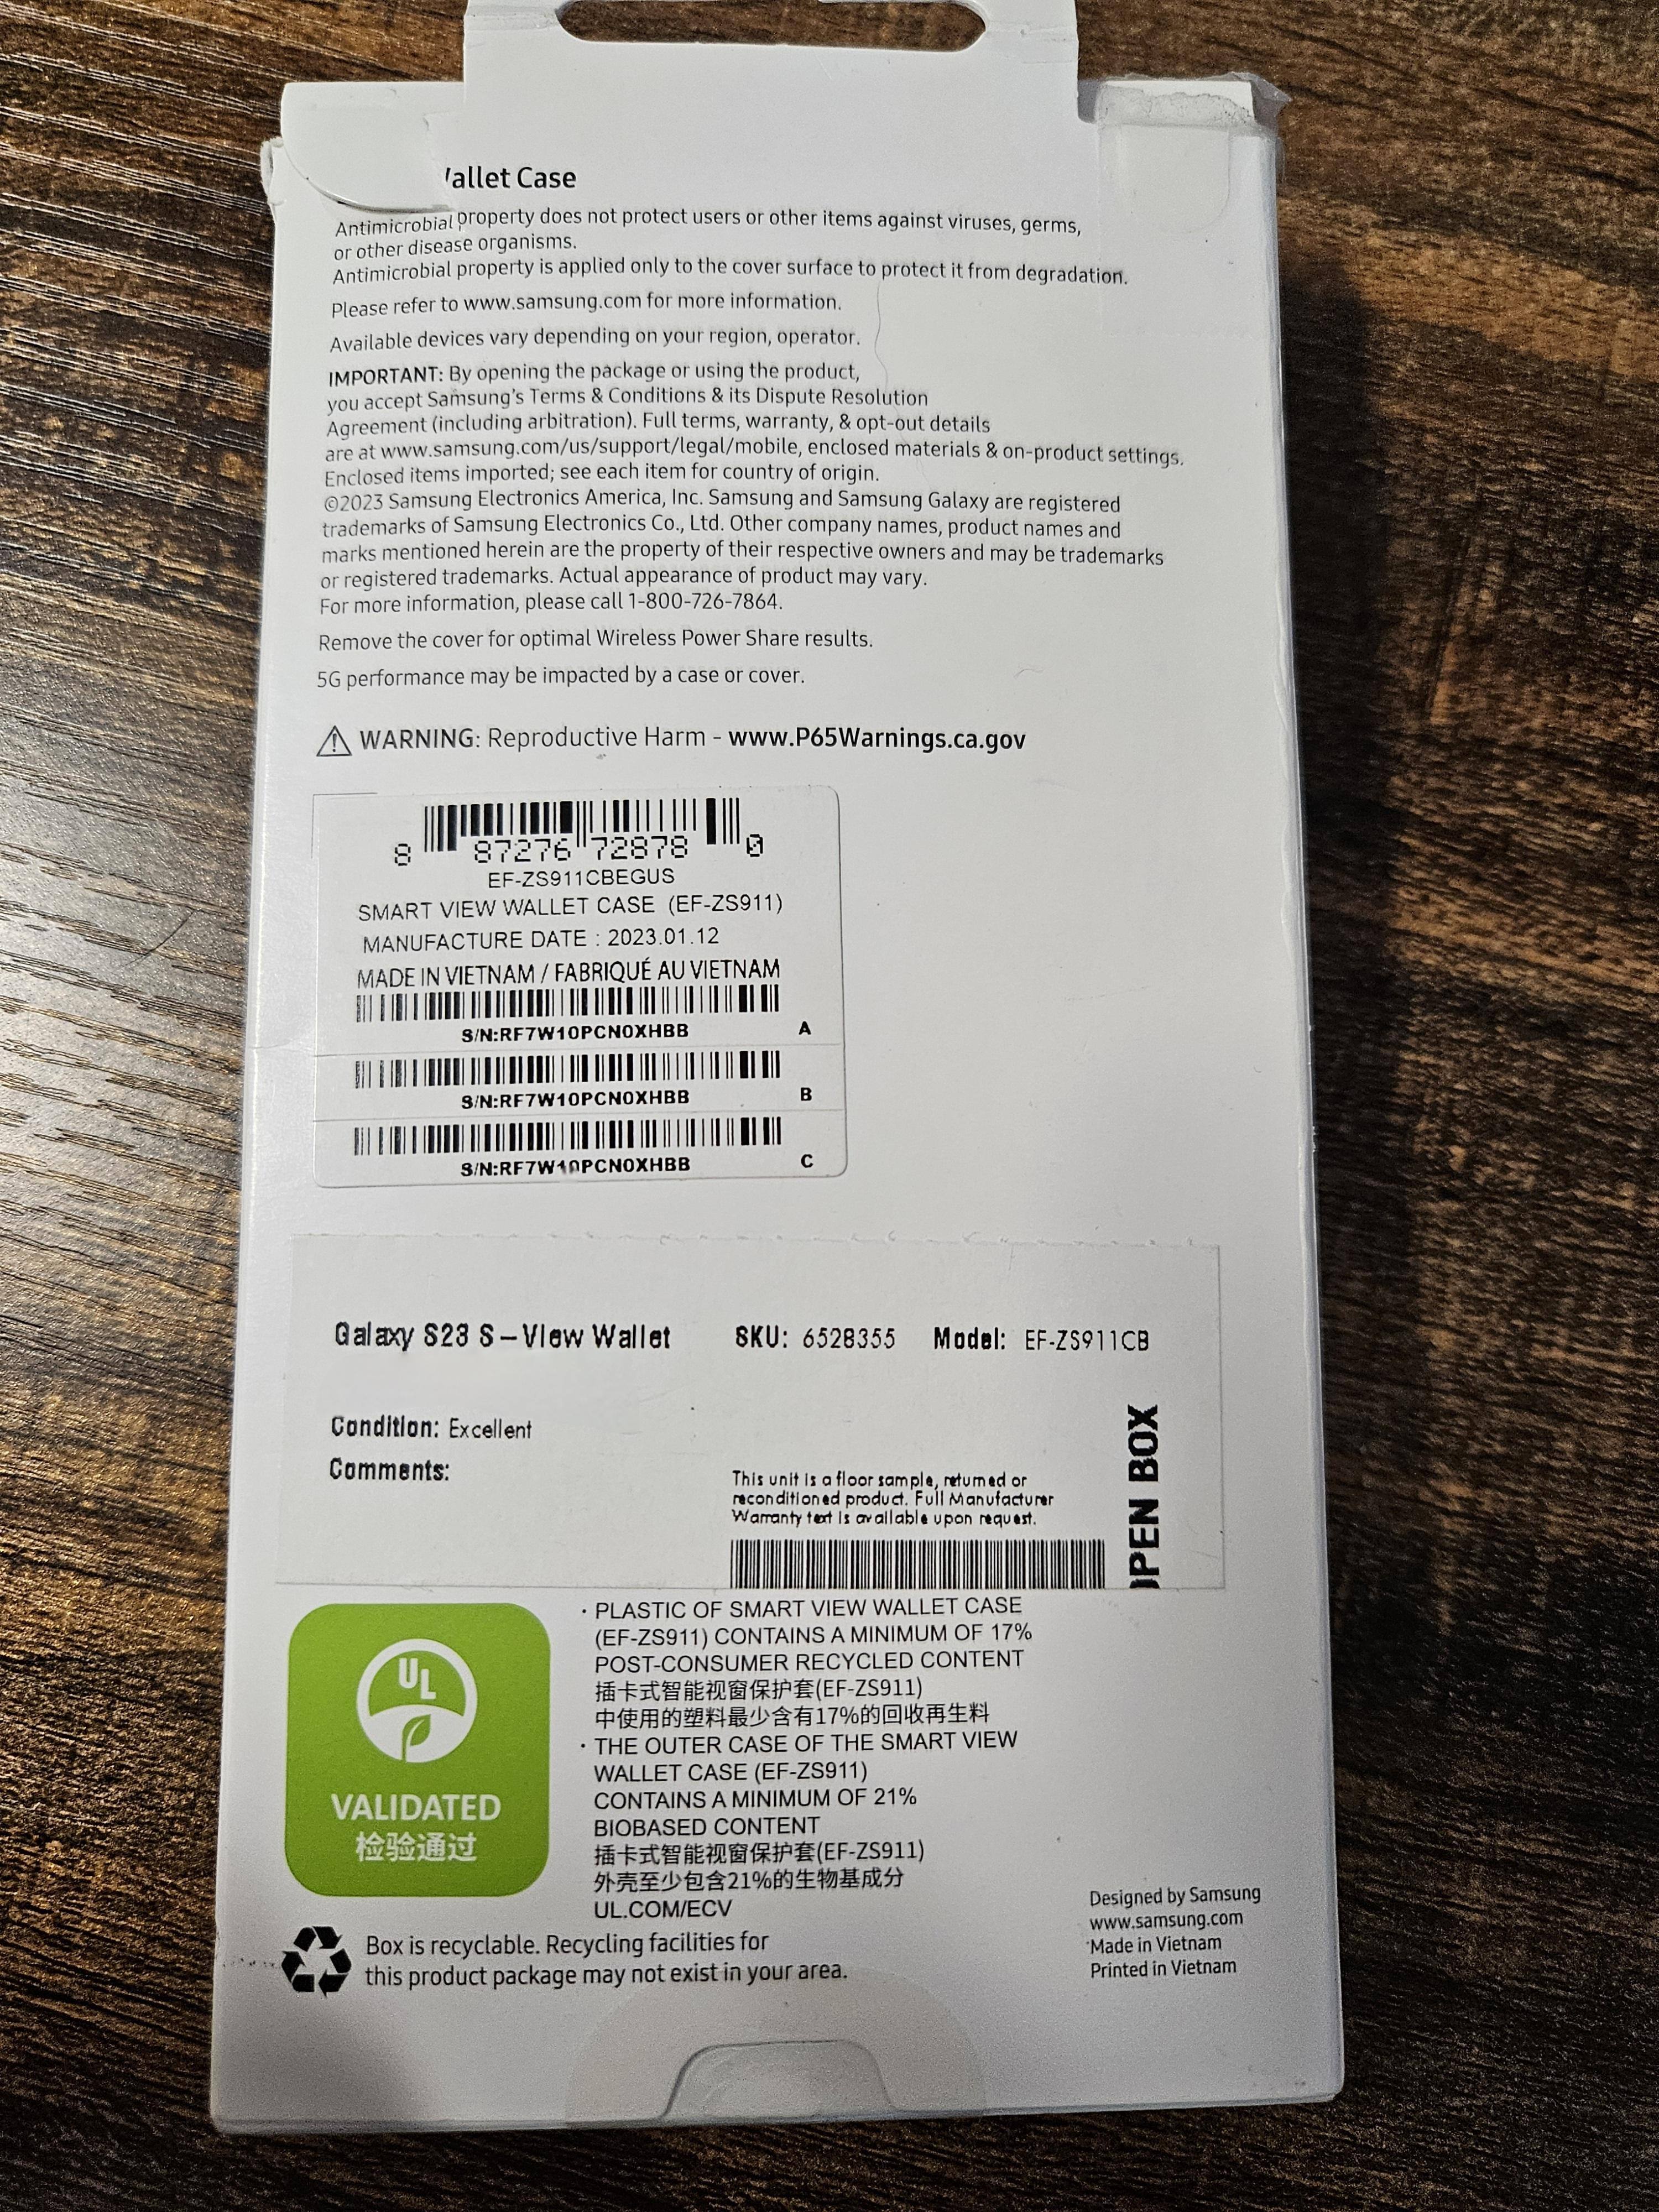 allet Case
Antimicrobial property does not protect users or other items against viruses, germs,
or other disease organisms.
Antimicrobial property is applied only to the cover surface to protect it from degradation.
Please refer to www.samsung.com for more information.
Available devices vary depending on your region, operator.
IMPORTANT: By opening the package or using the product,
you accept Samsung's Terms & Conditions & its Dispute Resolution
Agreement (including arbitration). Full terms, warranty, & opt-out details
are at www.samsung.com/us/support/legal/mobile, enclosed materials & on-product settings.
Enclosed items imported; see each item for country of origin.
©2023 Samsung Electronics America, Inc. Samsung and Samsung Galaxy are registered
trademarks of Samsung Electronics Co., Ltd. Other company names, product names and
marks mentioned herein are the property of their respective owners and may be trademarks
or registered trademarks. Actual appearance of product may vary.
For more information, please call 1-800-726-7864.
Remove the cover for optimal Wireless Power Share results.
5G performance may be impacted by a case or cover.
WARNING: Reproductive Harm - www.P65Warnings.ca.gov
8 87276 72878 0
EF-ZS911CBEGUS
SMART VIEW WALLET CASE (EF-ZS911)
MANUFACTURE DATE : 2023.01.12
MADE IN VIETNAM / FABRIQUÉ AU VIETNAM
S/N:RF7W10PCN0XHBB A
S/N:RF7W10PCN0XHBB B
S/N:RF7W10PCN0XHBB C
Galaxy S23 S-View Wallet SKU: 6528355 Model: EF-ZS911CB
Condition: Excellent
Comments:
This unit is a floor sample, returned or
reconditioned product. Full Manufacturer
Warranty text is available upon request.
OPEN BOX
UL
VALIDATED
检验通过
· PLASTIC OF SMART VIEW WALLET CASE
(EF-ZS911) CONTAINS A MINIMUM OF 17%
POST-CONSUMER RECYCLED CONTENT
插卡式智能视窗保护套(EF-ZS911)
中使用的塑料最少含有17%的回收再生料
· THE OUTER CASE OF THE SMART VIEW
WALLET CASE (EF-ZS911)
CONTAINS A MINIMUM OF 21%
BIOBASED CONTENT
插卡式智能视窗保护套(EF-ZS911)
外壳至少包含21%的生物基成分
UL.COM/ECV
Box is recyclable. Recycling facilities for
this product package may not exist in your area.
Designed by Samsung
www.samsung.com
Made in Vietnam
Printed in Vietnam